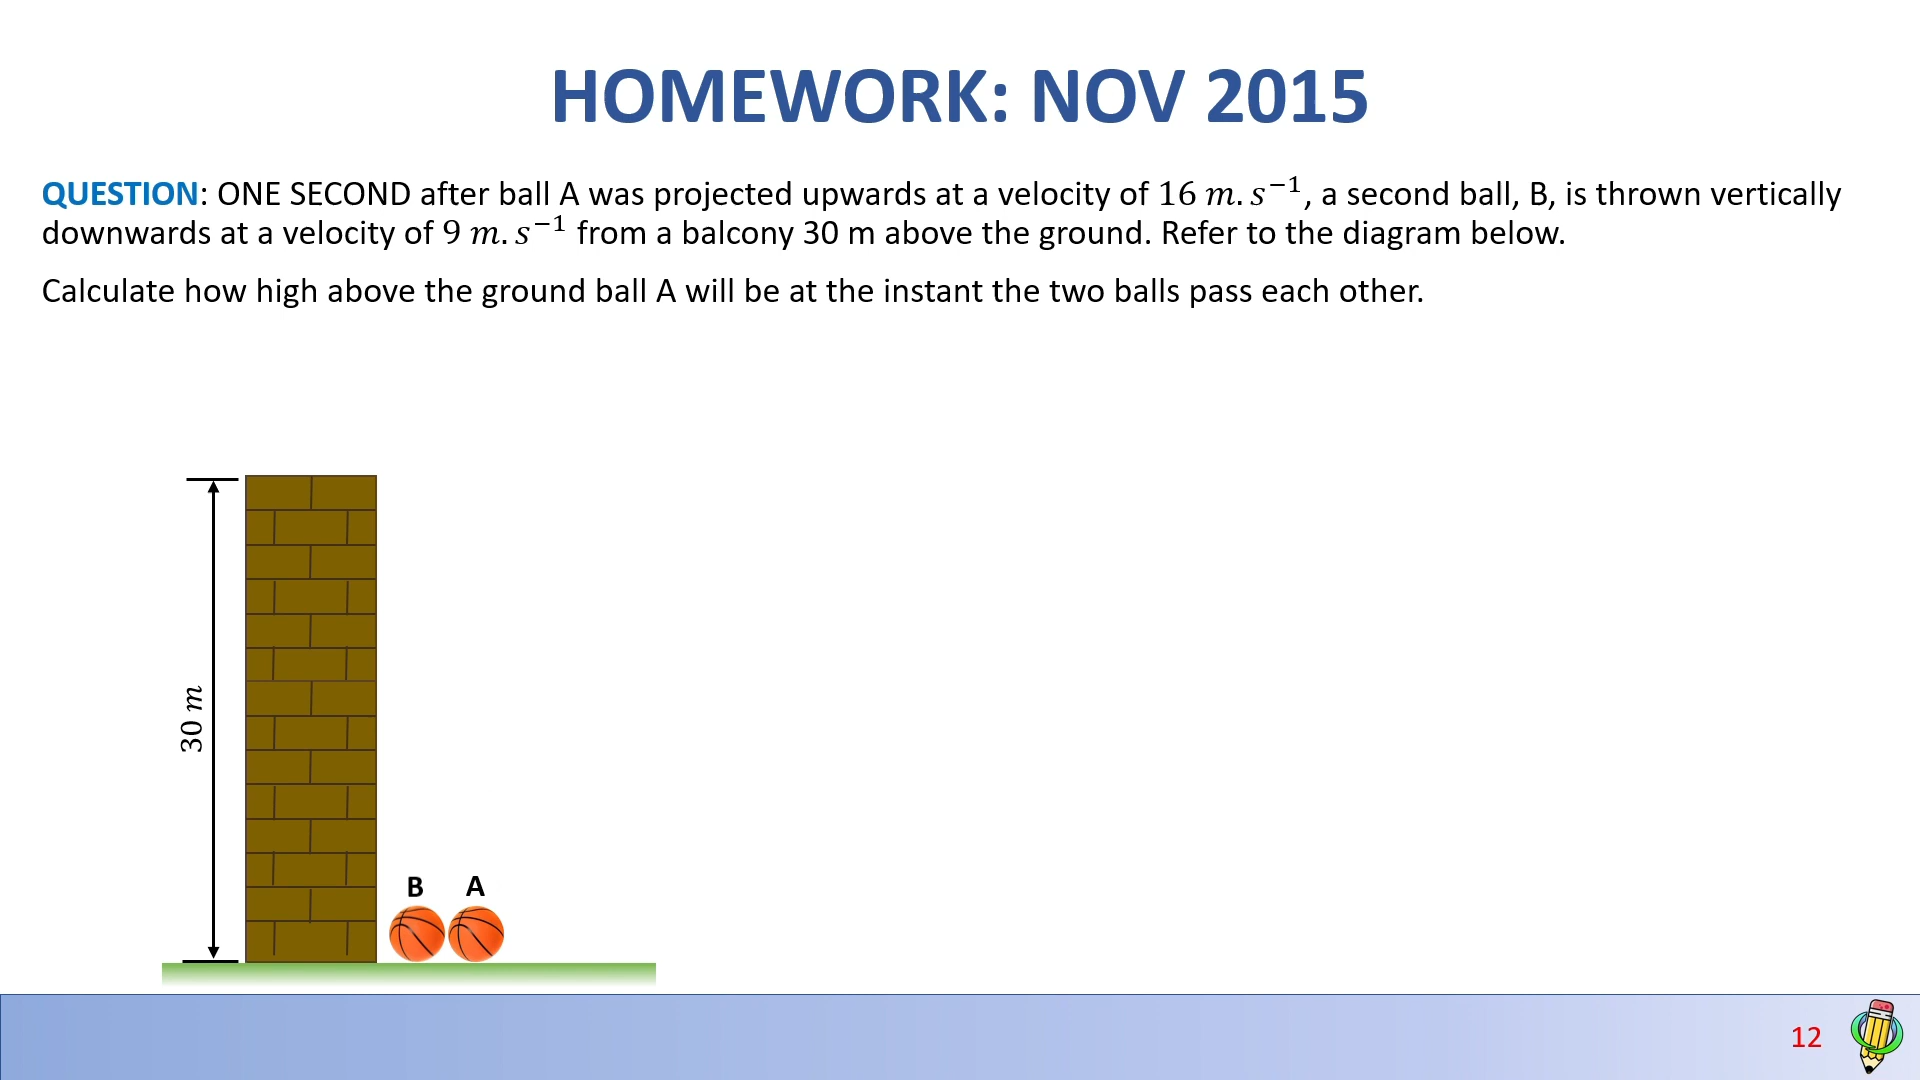 HOMEWORK: NOV 2015
QUESTION: ONE SECOND after ball A was projected upwards at a velocity of 16 m.s⁻¹, a second ball, B, is thrown vertically
downwards at a velocity of 9 m.s⁻¹ from a balcony 30 m above the ground. Refer to the diagram below.
Calculate how high above the ground ball A will be at the instant the two balls pass each other.
30 m
B A
12